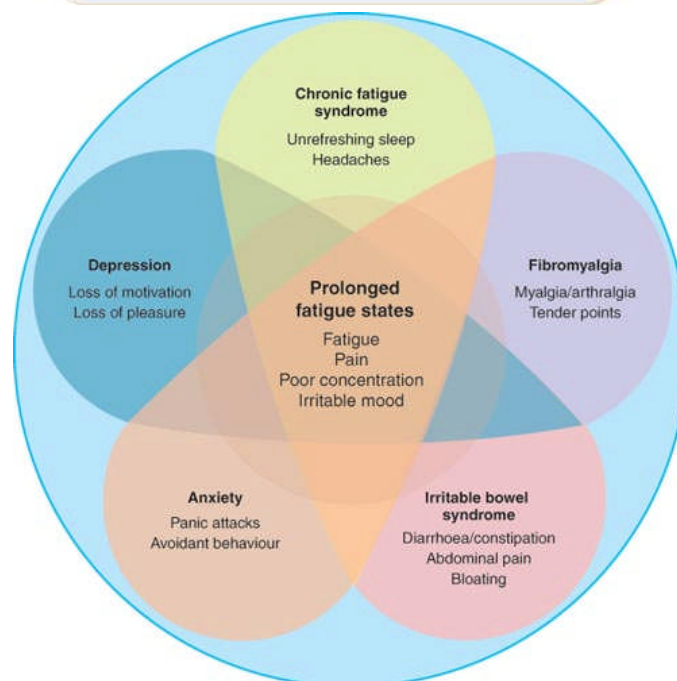 Chronic fatigue
syndrome
Unrefreshing sleep
Headaches
Depression
Loss of motivation
Loss of pleasure
Prolonged
fatigue states
Fatigue
Pain
Poor concentration
Irritable mood
Fibromyalgia
Myalgia/arthralgia
Tender points
Anxiety
Panic attacks
Avoidant behaviour
Irritable bowel
syndrome
Diarrhoea/constipation
Abdominal pain
Bloating